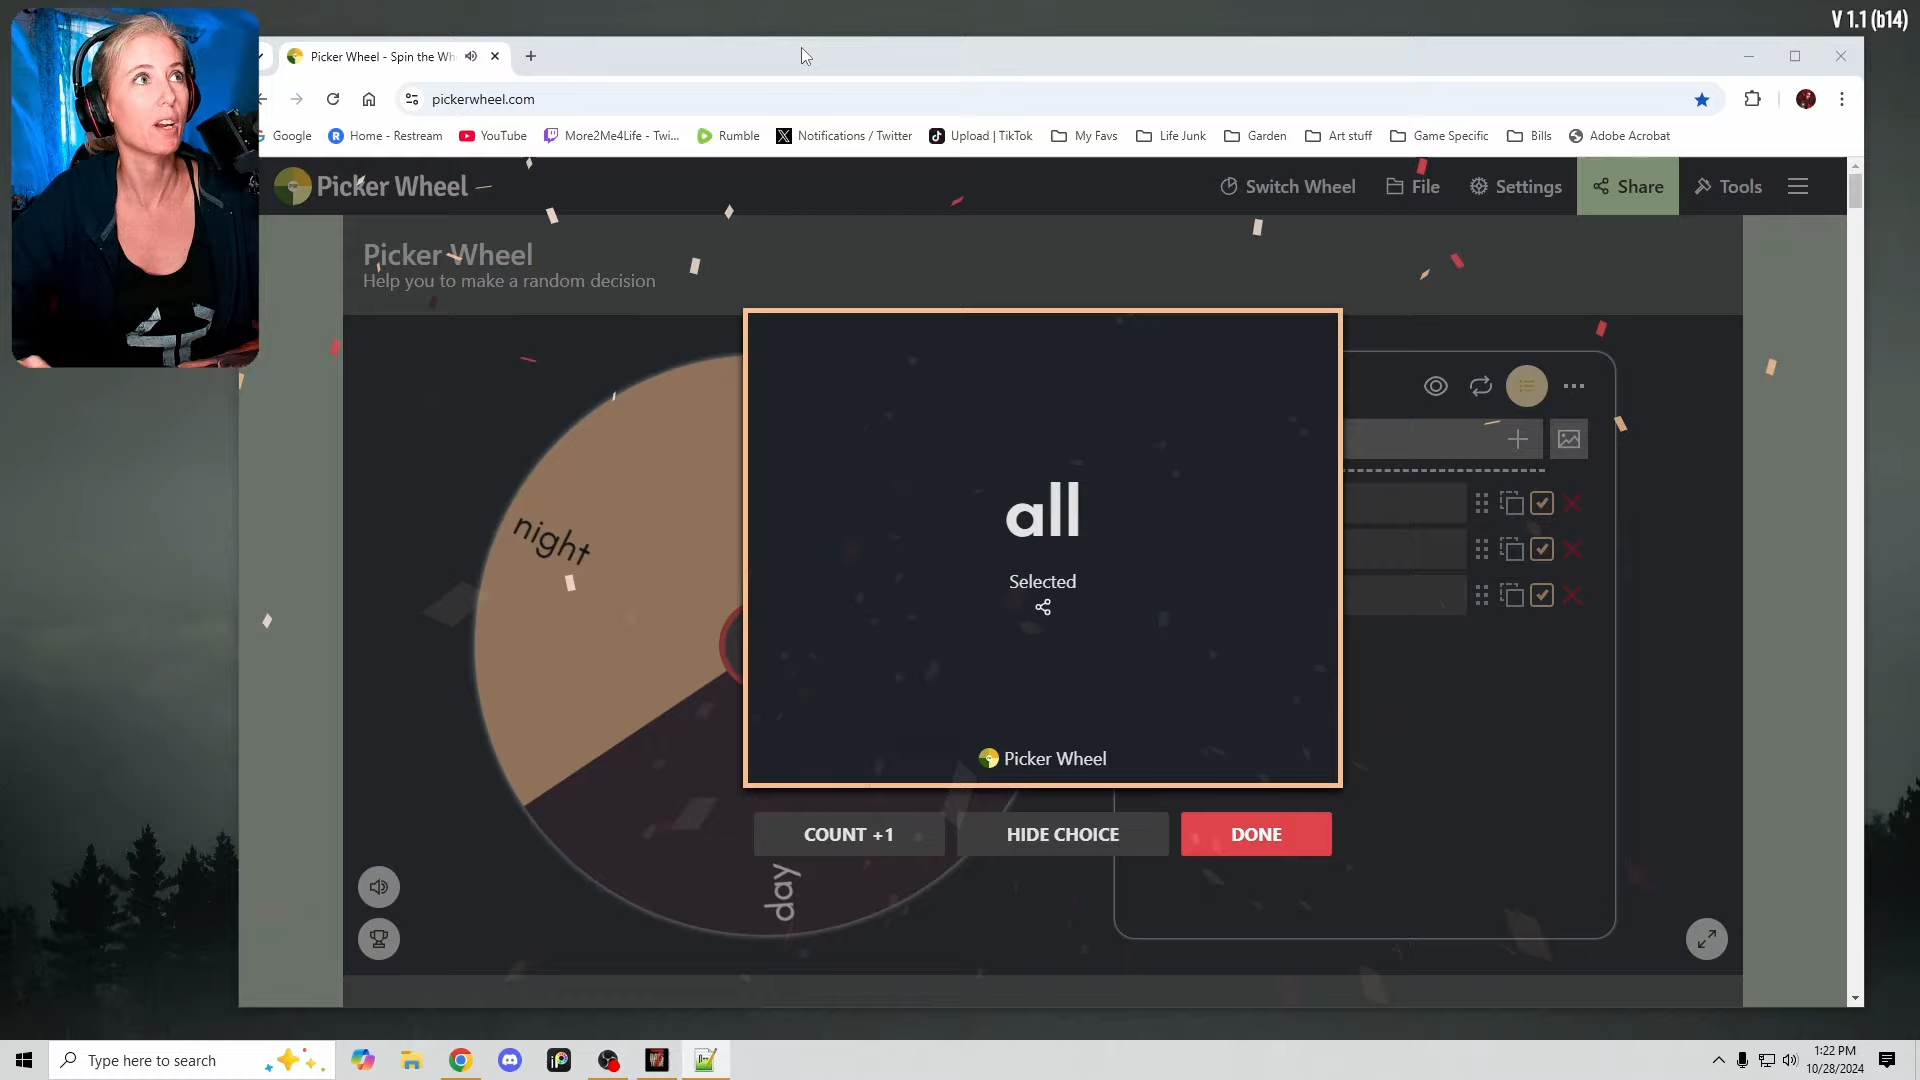 V 1.1 (b14)
Picker Wheel - Spin the Wh
pickerwheel.com
Google
Home - Restream
YouTube
More2Me4Life - Twi...
Rumble
Notifications / Twitter
Upload | TikTok
My Favs
Life Junk
Garden
Art stuff
Game Specific
Bills
Adobe Acrobat
Picker Wheel
Switch Wheel
File
Settings
Share
Tools
Picker Wheel
Help you to make a random decision
night
all
Selected
Picker Wheel
COUNT +1
HIDE CHOICE
DONE
day
Type here to search
1:22 PM
10/28/2024